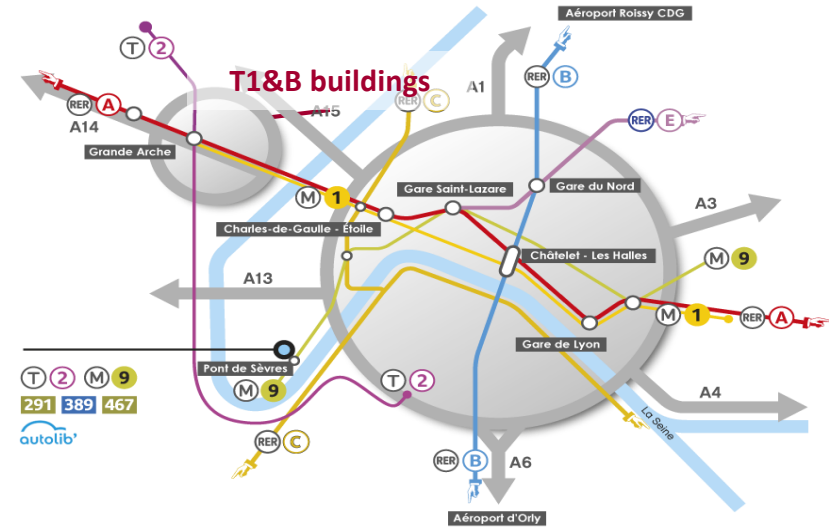 Aéroport Roissy CDG
T 2
T1&B buildings
RER B
A1
RER A
RER C
A15
A14
RER E
Grande Arche
Gare Saint-Lazare
Gare du Nord
M 1
A3
Charles-de-Gaulle - Étoile
Châtelet - Les Halles
M 9
A13
M 1
RER A
Gare de Lyon
Pont de Sèvres
T 2 M 9
M 9
T 2
A4
291 389 467
La Seine
autolib'
RER C
RER B
A6
Aéroport d'Orly